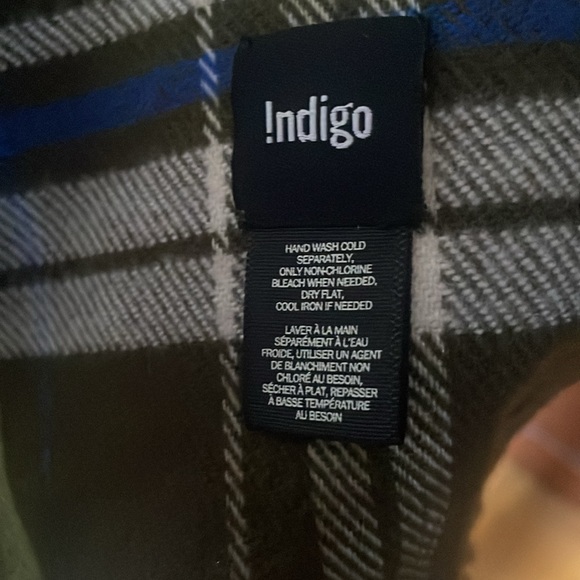 !ndigo
HAND WASH COLD
SEPARATELY,
ONLY NON-CHLORINE
BLEACH WHEN NEEDED,
DRY FLAT,
COOL IRON IF NEEDED
LAVER À LA MAIN
SÉPARÉMENT À L'EAU
FROIDE, UTILISER UN AGENT
DE BLANCHIMENT NON
CHLORÉ AU BESOIN,
SÉCHER À PLAT, REPASSER
À BASSE TEMPÉRATURE
AU BESOIN